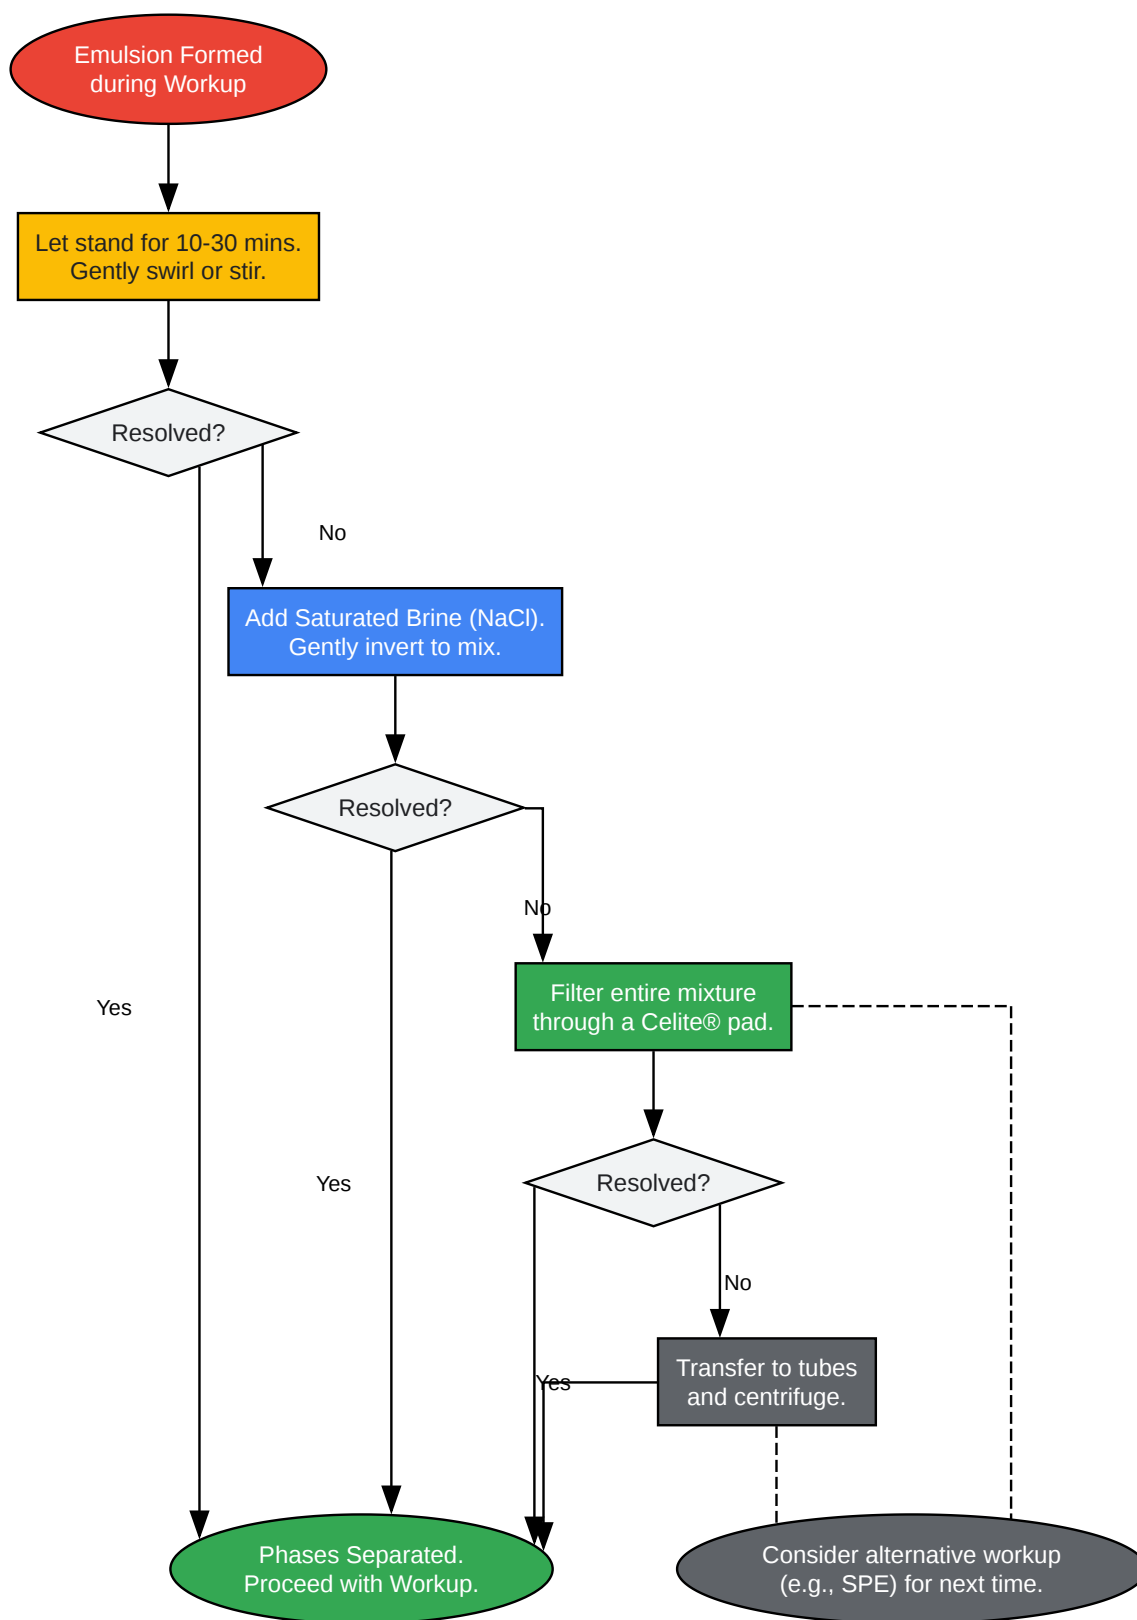 Emulsion Formed
during Workup
Let stand for 10-30 mins.
Gently swirl or stir.
Resolved?
No
Add Saturated Brine (NaCl).
Gently invert to mix.
Resolved?
No
Filter entire mixture
through a Celite® pad.
Yes
Resolved?
Yes
No
Transfer to tubes
and centrifuge.
Yes
Phases Separated.
Proceed with Workup.
Consider alternative workup
(e.g., SPE) for next time.